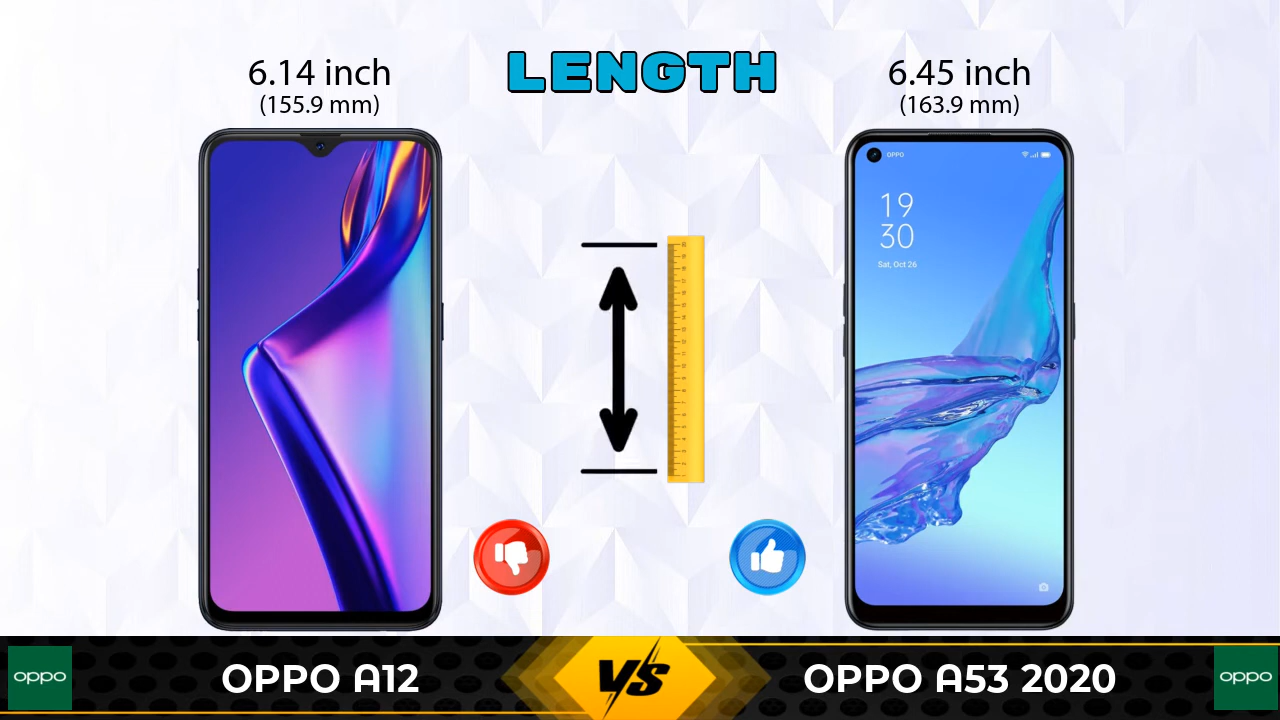 LENGTH
6.14 inch
(155.9 mm)
6.45 inch
(163.9 mm)
OPPO
19
30
Sat, Oct 26
oppo
OPPO A12
VS
OPPO A53 2020
oppo